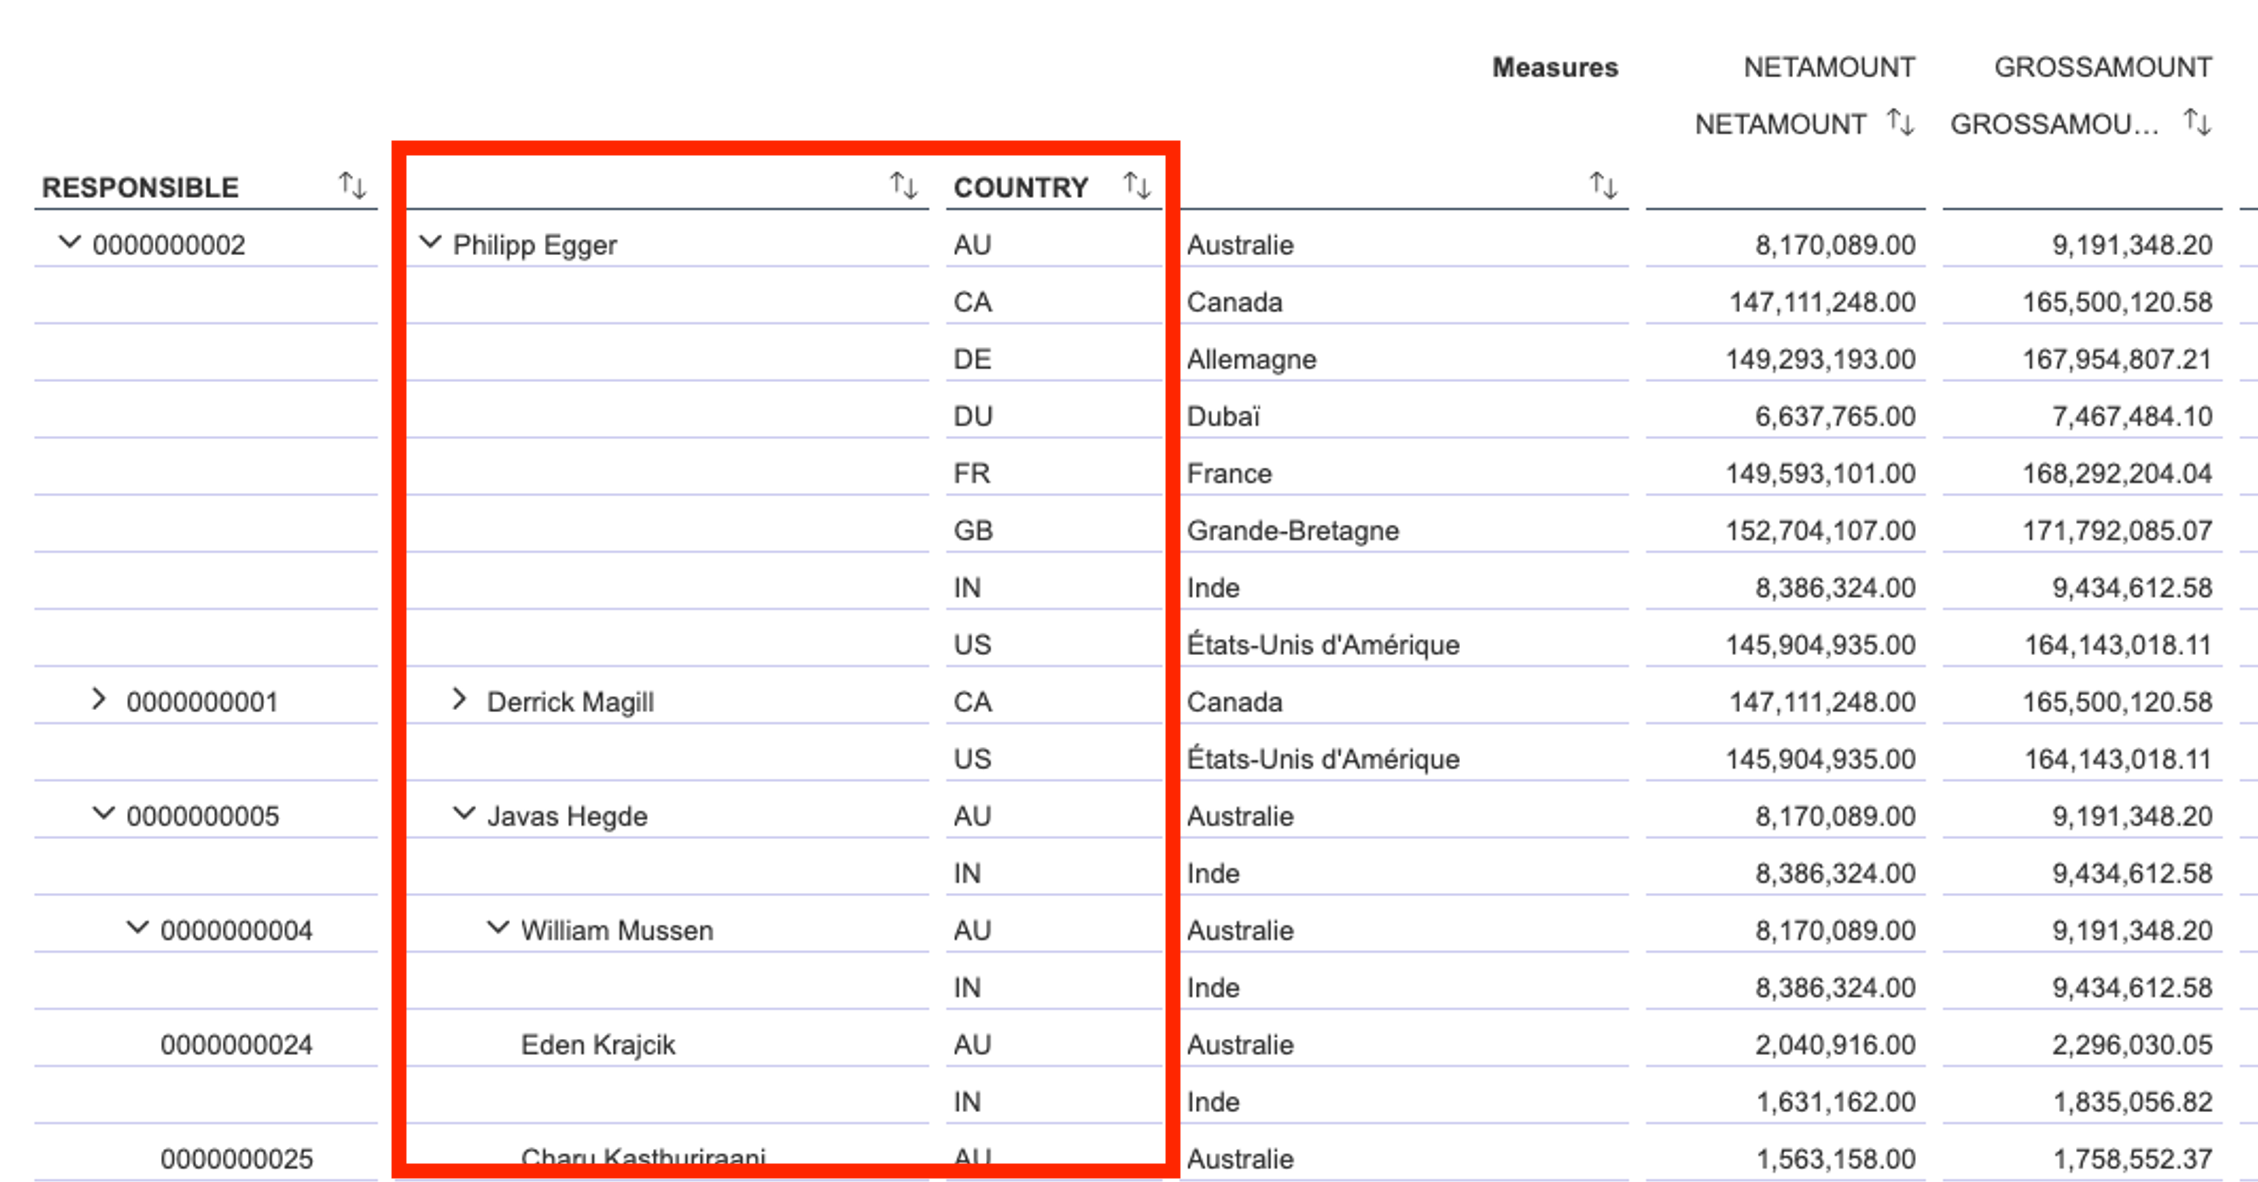 Measures NETAMOUNT GROSSAMOUNT
NETAMOUNT GROSSAMOU...
RESPONSIBLE COUNTRY
0000000002 Philipp Egger AU Australie 8,170,089.00 9,191,348.20
CA Canada 147,111,248.00 165,500,120.58
DE Allemagne 149,293,193.00 167,954,807.21
DU Dubaï 6,637,765.00 7,467,484.10
FR France 149,593,101.00 168,292,204.04
GB Grande-Bretagne 152,704,107.00 171,792,085.07
IN Inde 8,386,324.00 9,434,612.58
US États-Unis d'Amérique 145,904,935.00 164,143,018.11
0000000001 Derrick Magill CA Canada 147,111,248.00 165,500,120.58
US États-Unis d'Amérique 145,904,935.00 164,143,018.11
0000000005 Javas Hegde AU Australie 8,170,089.00 9,191,348.20
IN Inde 8,386,324.00 9,434,612.58
0000000004 William Mussen AU Australie 8,170,089.00 9,191,348.20
IN Inde 8,386,324.00 9,434,612.58
0000000024 Eden Krajcik AU Australie 2,040,916.00 2,296,030.05
IN Inde 1,631,162.00 1,835,056.82
0000000025 Charu Kasthuriraani AU Australie 1,563,158.00 1,758,552.37